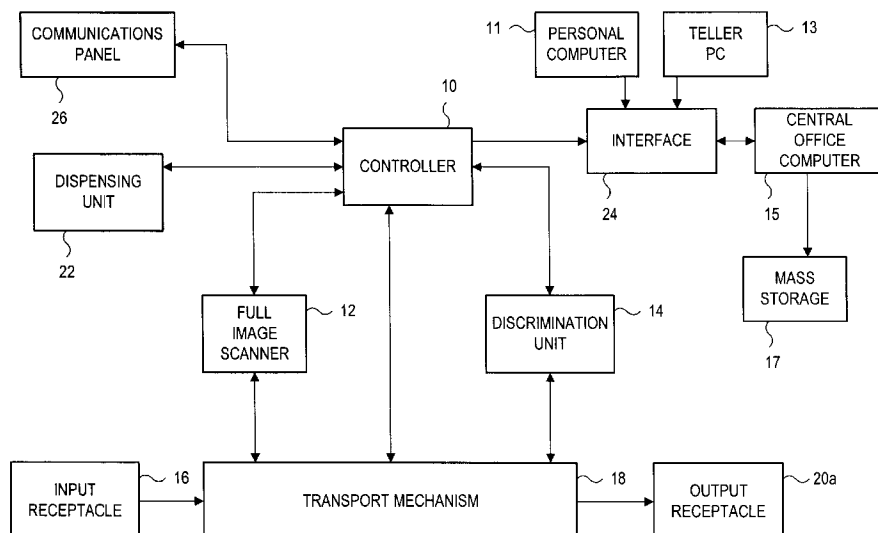 COMMUNICATIONS
PANEL
26
11
PERSONAL
COMPUTER
TELLER
PC
13
10
CONTROLLER
INTERFACE
24
CENTRAL
OFFICE
COMPUTER
15
DISPENSING
UNIT
22
MASS
STORAGE
17
FULL
IMAGE
SCANNER
12
DISCRIMINATION
UNIT
14
INPUT
RECEPTACLE
16
TRANSPORT MECHANISM
18
OUTPUT
RECEPTACLE
20a